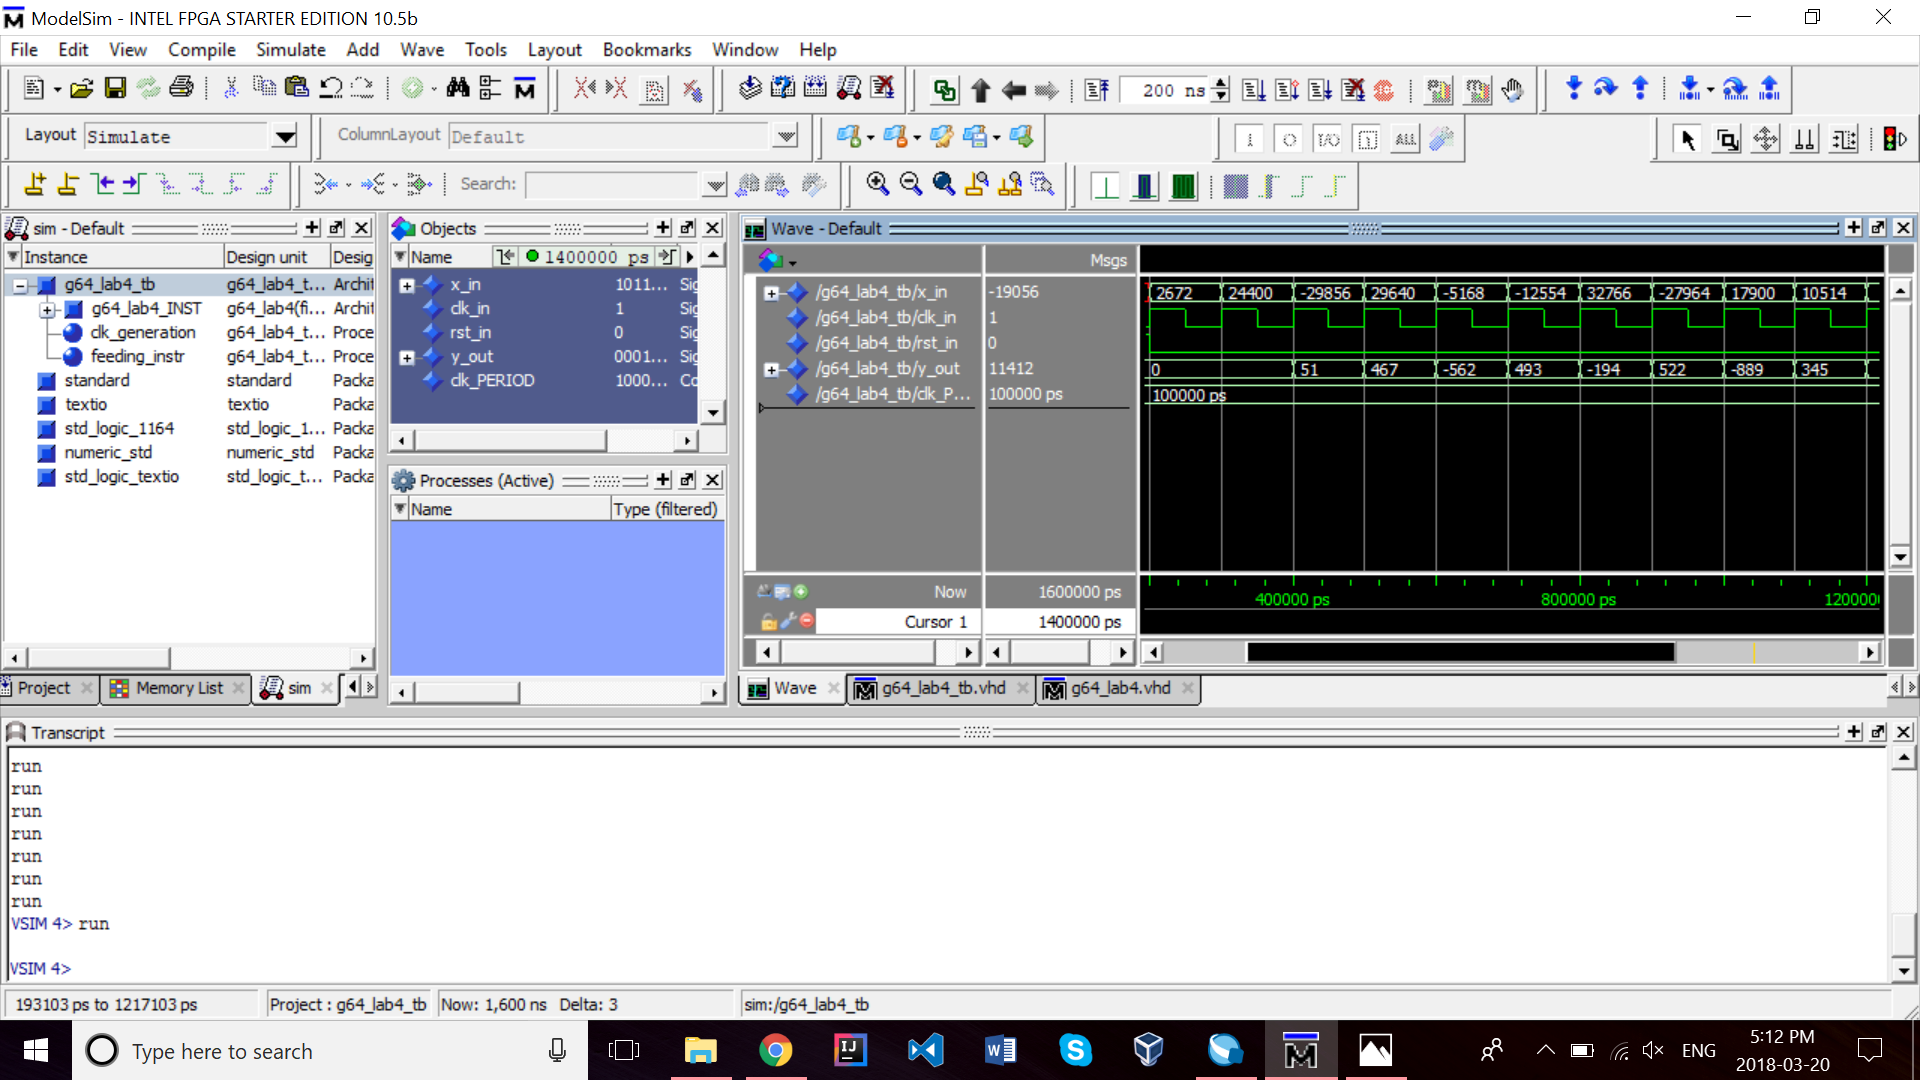 ModelSim - INTEL FPGA STARTER EDITION 10.5b
File Edit View Compile Simulate Add Wave Tools Layout Bookmarks Window Help
200 ns
Layout Simulate ColumnLayout Default
ALL
Search:
sim - Default
Instance Design unit Desig
g64_lab4_tb g64_lab4_t... Archit
g64_lab4_INST g64_lab4(fi... Archit
clk_generation g64_lab4_t... Proce
feeding_instr g64_lab4_t... Proce
standard standard Packa
textio textio Packa
std_logic_1164 std_logic_1... Packa
numeric_std numeric_std Packa
std_logic_textio std_logic_t... Packa
Project Memory List sim
Objects
Name 1400000 ps
x_in 1011... Sig
clk_in 1 Sig
rst_in 0 Sig
y_out 0001... Sig
clk_PERIOD 1000... Co
Processes (Active)
Name Type (filtered)
Wave - Default
Msgs
/g64_lab4_tb/x_in -19056 2672 24400 -29856 29640 -5168 -12554 32766 -27964 17900 10514
/g64_lab4_tb/clk_in 1
/g64_lab4_tb/rst_in 0
/g64_lab4_tb/y_out 11412 0 51 467 -562 493 -194 522 -889 345
/g64_lab4_tb/clk_P... 100000 ps 100000 ps
Now 1600000 ps 400000 ps 800000 ps 120000
Cursor 1 1400000 ps
Wave g64_lab4_tb.vhd g64_lab4.vhd
Transcript
run
run
run
run
run
run
run
VSIM 4> run
VSIM 4>
193103 ps to 1217103 ps Project : g64_lab4_tb Now: 1,600 ns Delta: 3 sim:/g64_lab4_tb
Type here to search
ENG
5:12 PM
2018-03-20